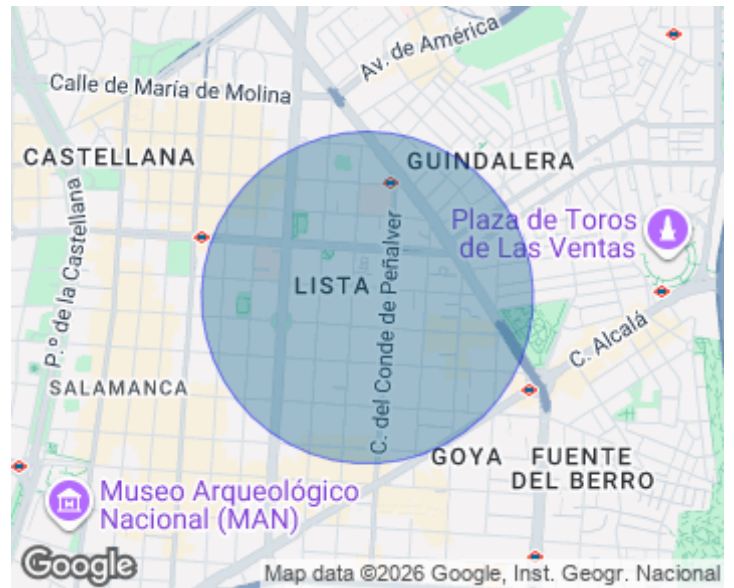 Av. de América
Calle de María de Molina
CASTELLANA
GUINDALERA
P.º de la Castellana
Plaza de Toros
de Las Ventas
LISTA
C. del Conde de Peñalver
C. Alcalá
SALAMANCA
GOYA
FUENTE
DEL BERRO
Museo Arqueológico
Nacional (MAN)
Google
Map data ©2026 Google, Inst. Geogr. Nacional